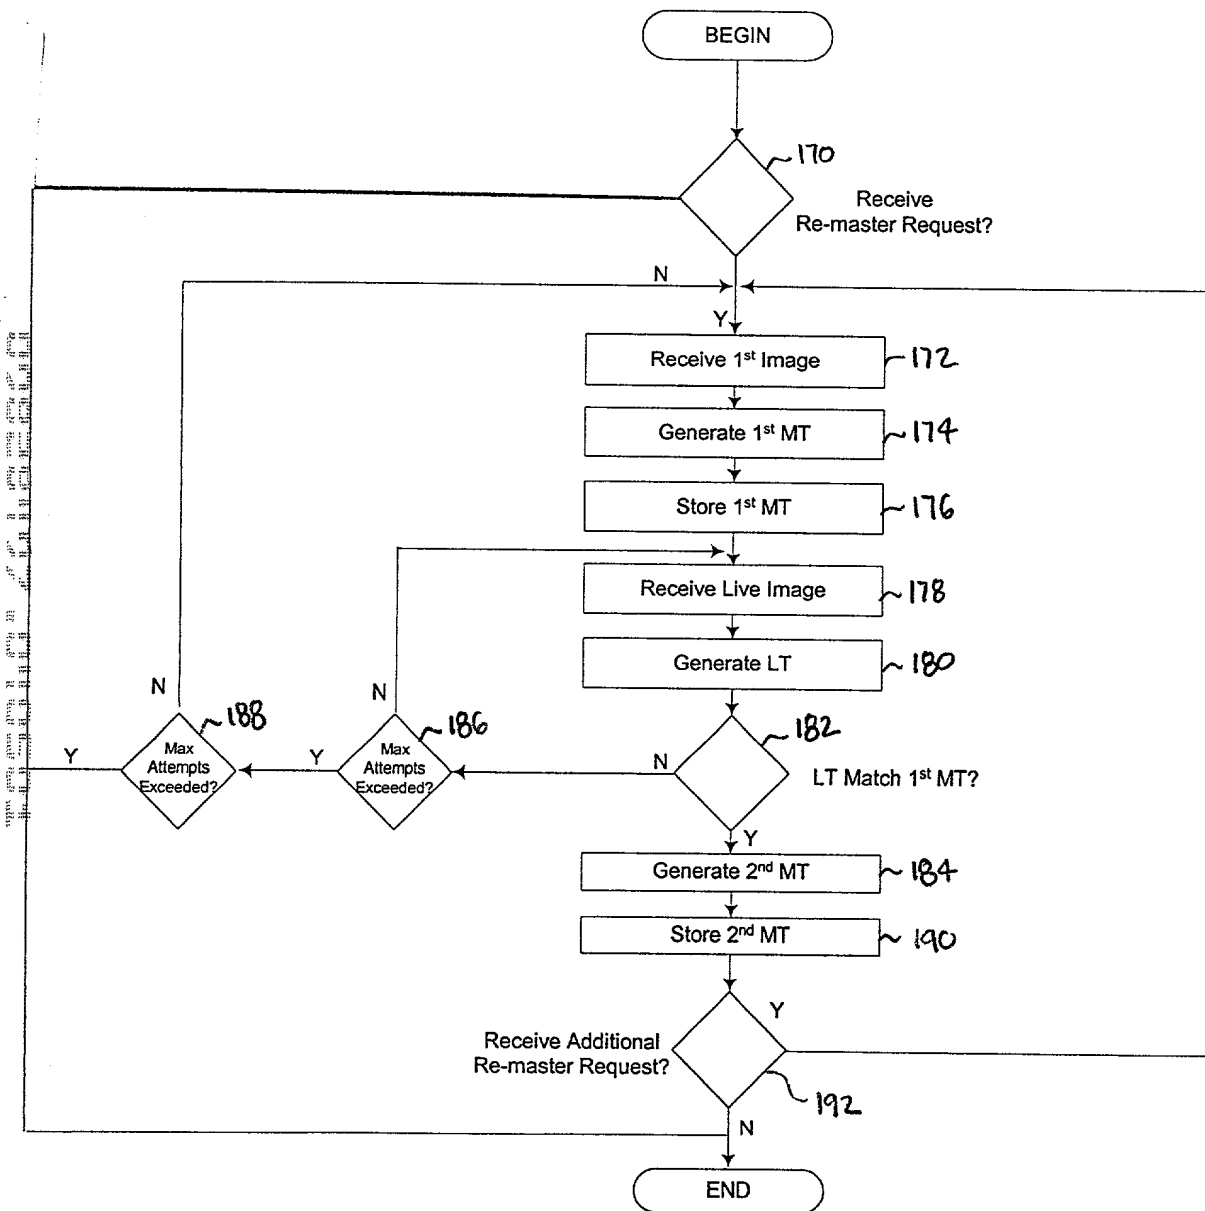 BEGIN
170
Receive
Re-master Request?
N
Y
Receive 1st Image
172
Generate 1st MT
174
Store 1st MT
176
Receive Live Image
178
Generate LT
180
N
188
N
186
182
Y
Max
Attempts
Exceeded?
Y
Max
Attempts
Exceeded?
N
LT Match 1st MT?
Y
Generate 2nd MT
184
Store 2nd MT
190
Y
Receive Additional
Re-master Request?
192
N
END